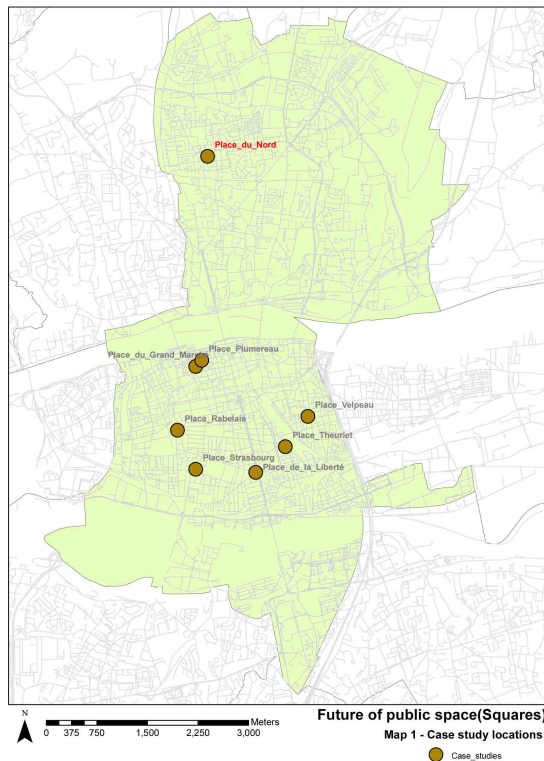 Place_du_Nord
Place_Plumereau
Place_du_Grand_Marché
Place_Velpeau
Place_Rabelais
Place_Theuriet
Place_Strasbourg
Place_de_la_Liberté
N
Meters
0 375 750 1,500 2,250 3,000
Future of public space(Squares)
Map 1 - Case study locations
Case_studies